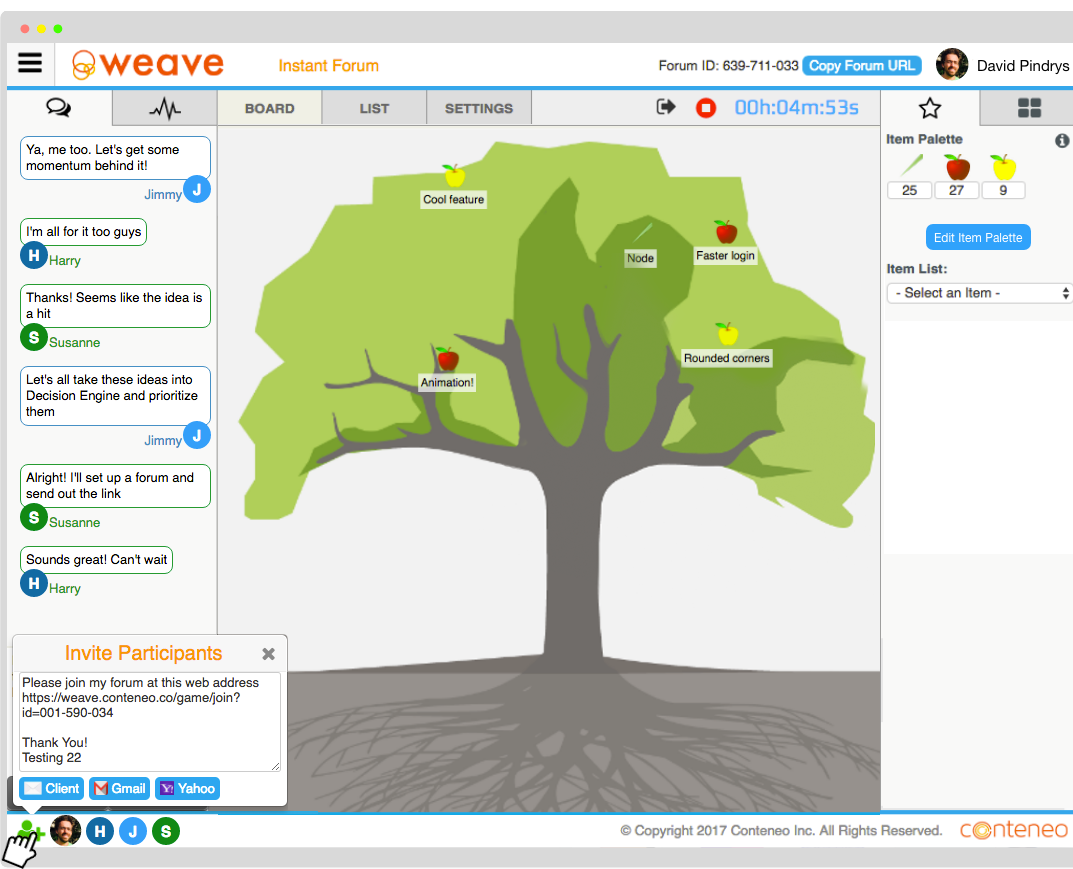 weave
Instant Forum
Forum ID: 639-711-033
Copy Forum URL
David Pindrys
BOARD
LIST
SETTINGS
00h:04m:53s
Ya, me too. Let's get some
momentum behind it!
Jimmy
J
I'm all for it too guys
H
Harry
Thanks! Seems like the idea is
a hit
S
Susanne
Let's all take these ideas into
Decision Engine and prioritize
them
Jimmy
J
Alright! I'll set up a forum and
send out the link
S
Susanne
Sounds great! Can't wait
H
Harry
Cool feature
Node
Faster login
Rounded corners
Animation!
Item Palette
25
27
9
Edit Item Palette
Item List:
- Select an Item -
Invite Participants
Please join my forum at this web address
https://weave.conteneo.co/game/join?
id=001-590-034
Thank You!
Testing 22
Client
Gmail
Yahoo
H
J
S
© Copyright 2017 Conteneo Inc. All Rights Reserved.
conteneo